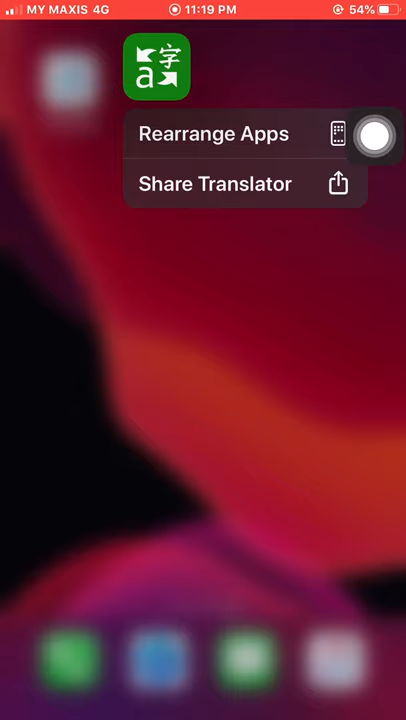 MY MAXIS 4G 11:19 PM 54%
字
a
Rearrange Apps
Share Translator